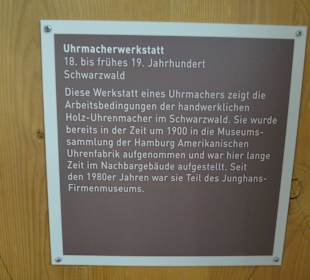 Uhrmacherwerkstatt
18. bis frühes 19. Jahrhundert
Schwarzwald
Diese Werkstatt eines Uhrmachers zeigt die
Arbeitsbedingungen der handwerklichen
Holz-Uhrenmacher im Schwarzwald. Sie wurde
bereits in der Zeit um 1900 in die Museums-
sammlung der Hamburg Amerikanischen
Uhrenfabrik aufgenommen und war hier lange
Zeit im Nachbargebäude aufgestellt. Seit
den 1980er Jahren war sie Teil des Junghans-
Firmenmuseums.